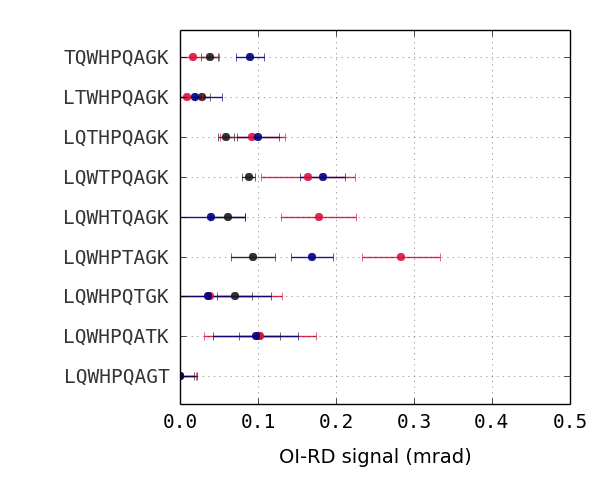 TQWHPQAGK
LTWHPQAGK
LQTHPQAGK
LQWTPQAGK
LQWHTQAGK
LQWHPTAGK
LQWHPQTGK
LQWHPQATK
LQWHPQAGT
0.0 0.1 0.2 0.3 0.4 0.5
OI-RD signal (mrad)